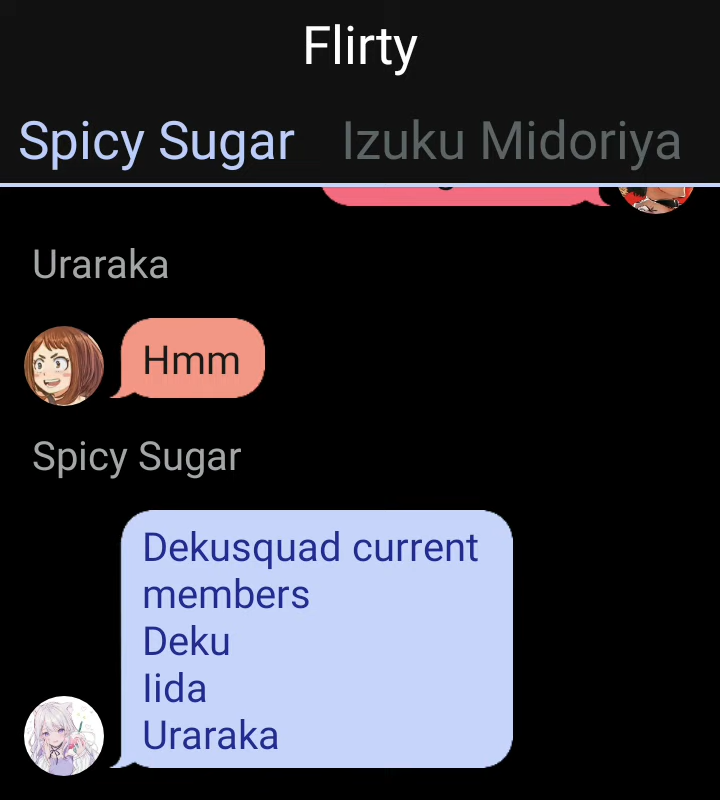 Flirty
Spicy Sugar Izuku Midoriya
Uraraka
Hmm
Spicy Sugar
Dekusquad current
members
Deku
Iida
Uraraka